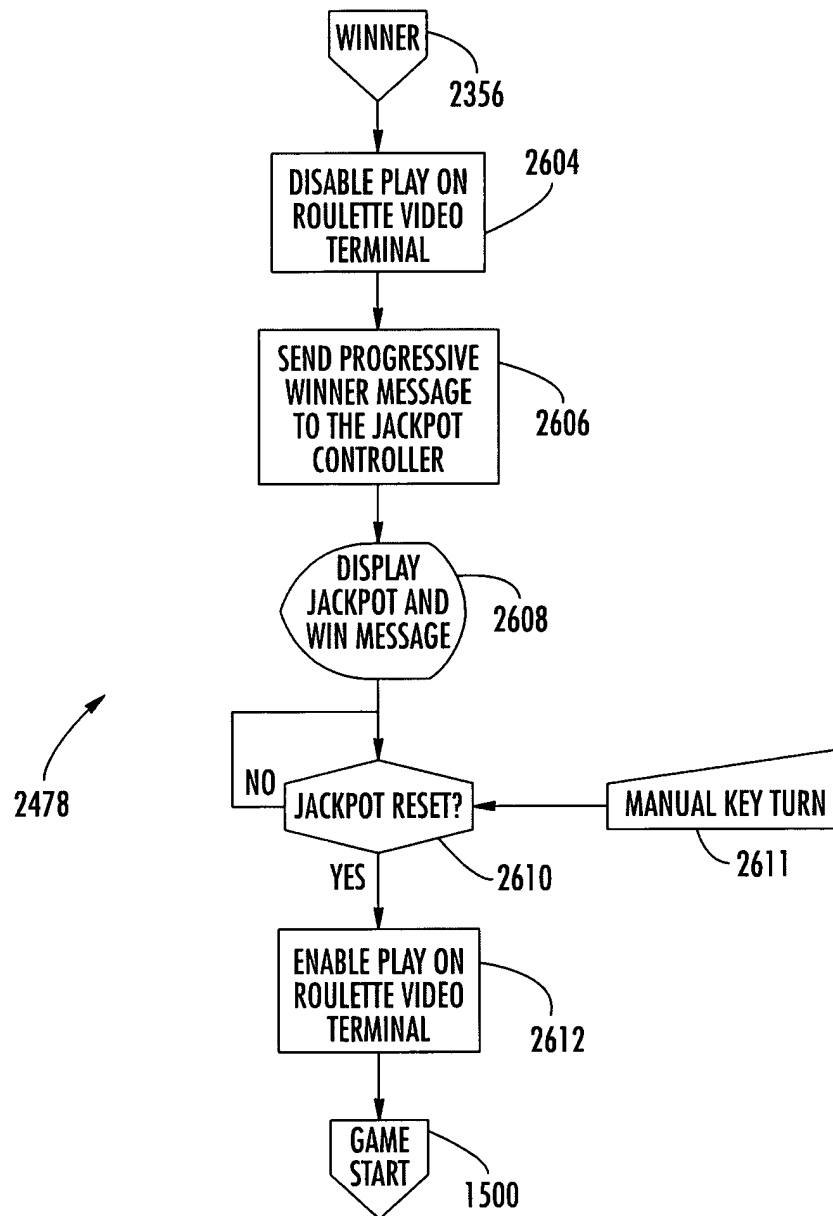 WINNER
2356
DISABLE PLAY ON
ROULETTE VIDEO
TERMINAL
2604
SEND PROGRESSIVE
WINNER MESSAGE
TO THE JACKPOT
CONTROLLER
2606
DISPLAY
JACKPOT AND
WIN MESSAGE
2608
2478
NO
JACKPOT RESET?
MANUAL KEY TURN
2611
YES
2610
ENABLE PLAY ON
ROULETTE VIDEO
TERMINAL
2612
GAME
START
1500